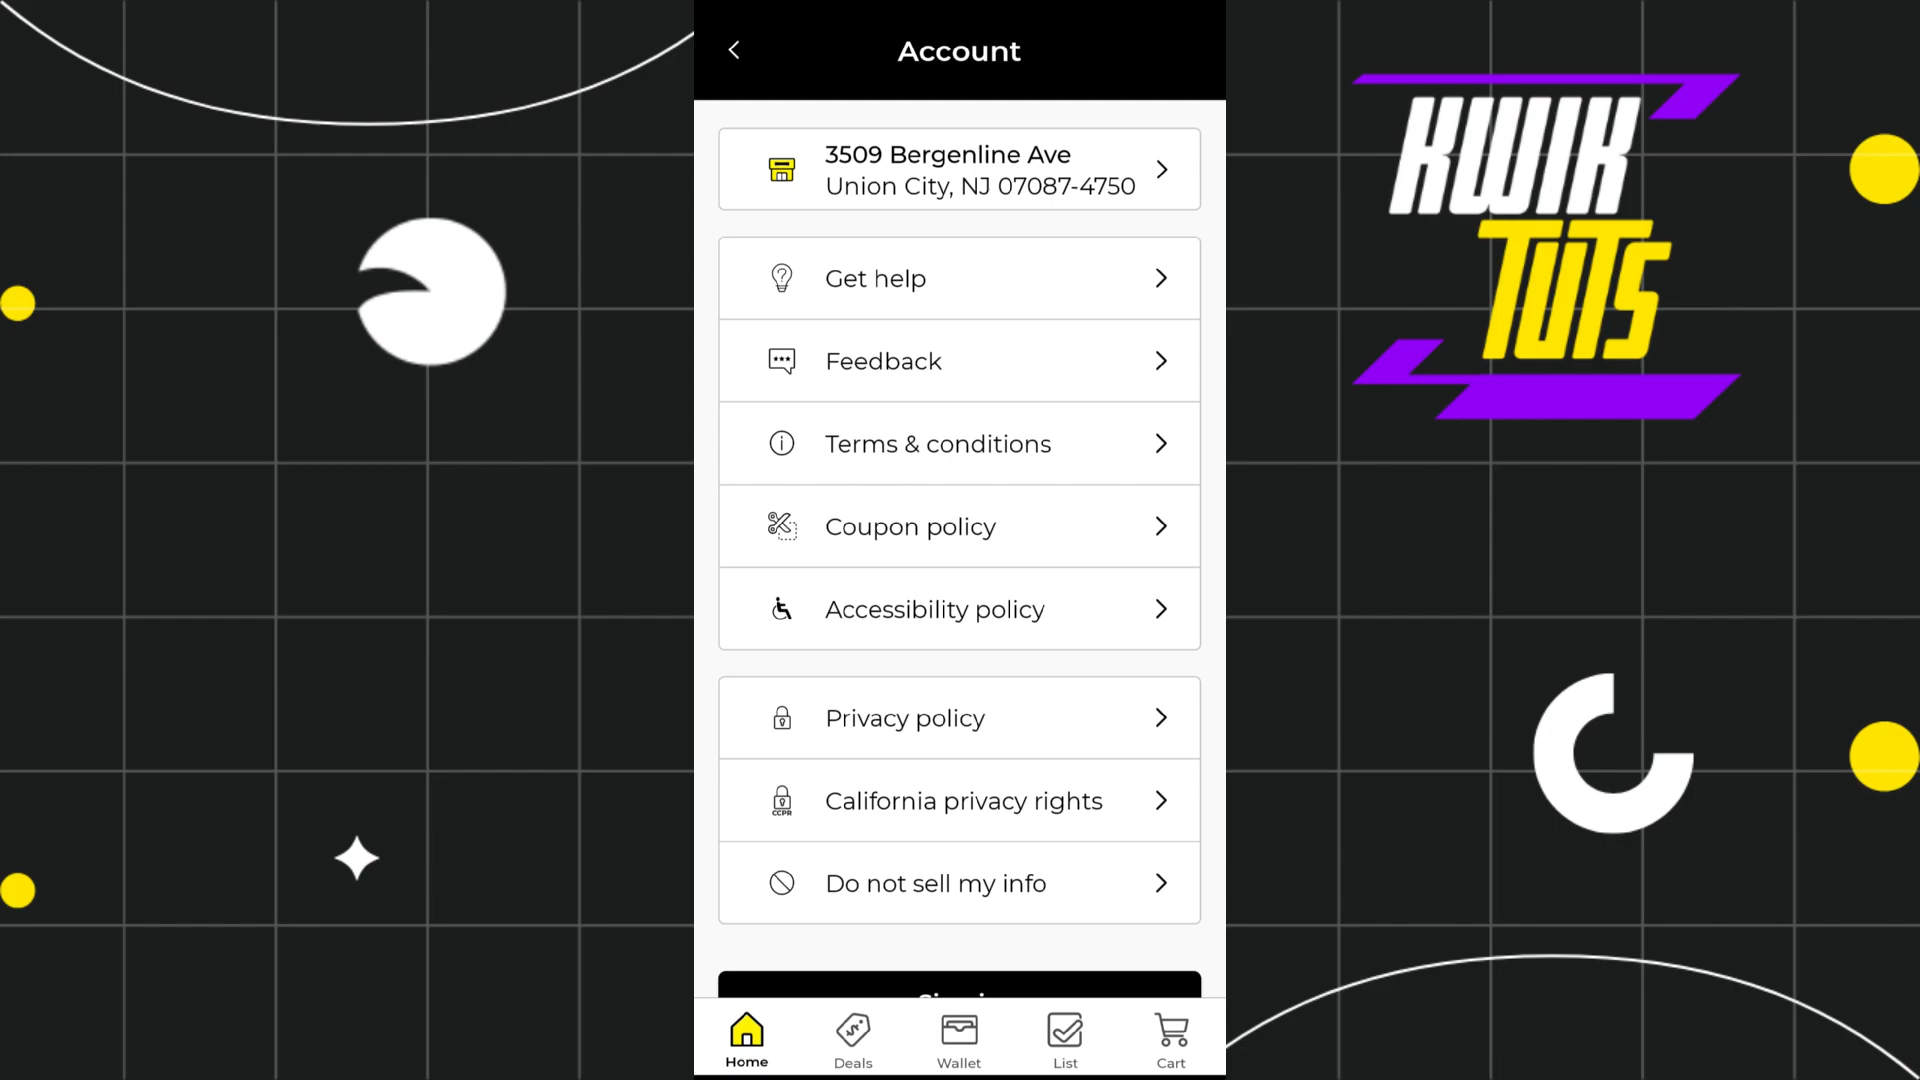 Account
3509 Bergenline Ave
Union City, NJ 07087-4750
Get help
Feedback
Terms & conditions
Coupon policy
Accessibility policy
Privacy policy
CCPR
California privacy rights
Do not sell my info
Home
Deals
Wallet
List
Cart
KWIK
TUTS